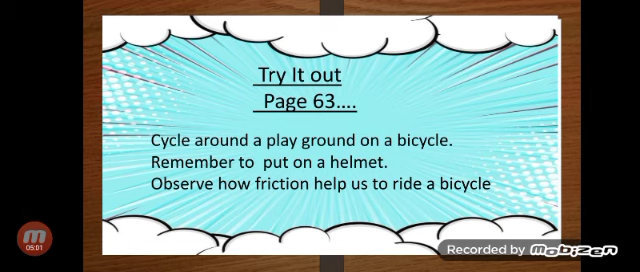 Try It out
Page 63....
Cycle around a play ground on a bicycle.
Remember to  put on a helmet.
Observe how friction help us to ride a bicycle
05:01
Recorded by Mobizen